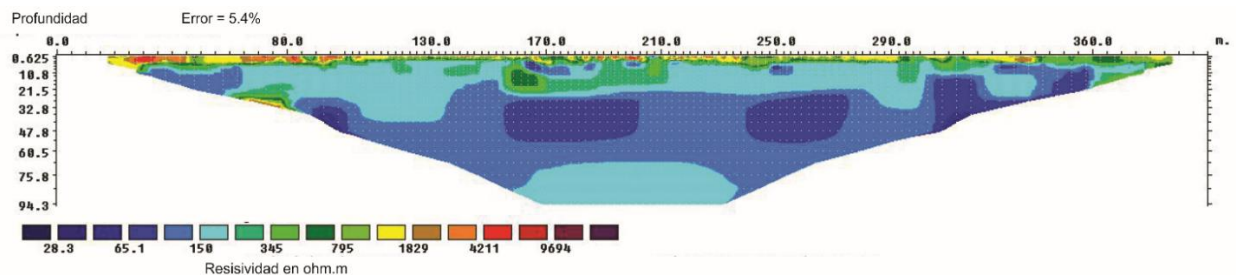 Profundidad Error = 5.4%
0.0 80.0 130.0 170.0 210.0 250.0 290.0 360.0 m.
0.625
10.8
21.5
32.8
47.8
60.5
75.8
94.3
28.3 65.1 150 345 795 1829 4211 9694
Resisividad en ohm.m